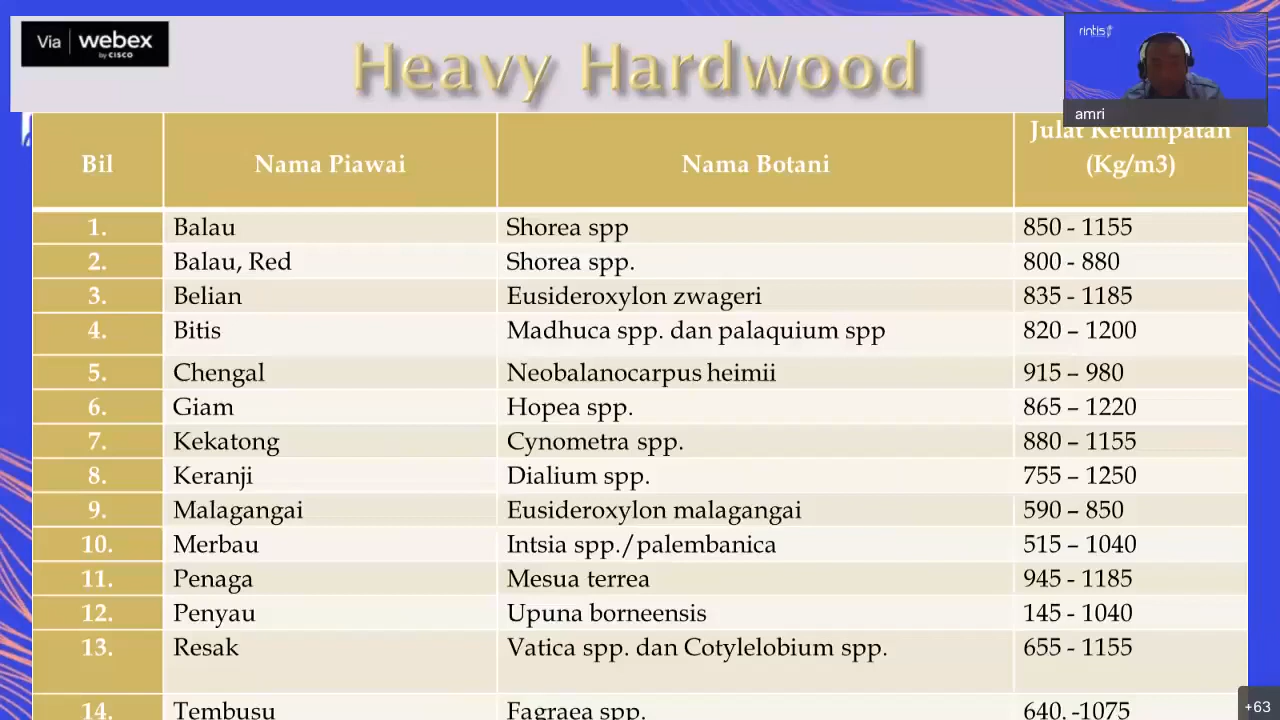 Via webex
by CISCO
Heavy Hardwood
rintis
amri
Bil Nama Piawai Nama Botani Julat Ketumpatan
(Kg/m3)
1. Balau Shorea spp 850 - 1155
2. Balau, Red Shorea spp. 800 - 880
3. Belian Eusideroxylon zwageri 835 - 1185
4. Bitis Madhuca spp. dan palaquium spp 820 – 1200
5. Chengal Neobalanocarpus heimii 915 – 980
6. Giam Hopea spp. 865 – 1220
7. Kekatong Cynometra spp. 880 – 1155
8. Keranji Dialium spp. 755 – 1250
9. Malagangai Eusideroxylon malagangai 590 – 850
10. Merbau Intsia spp./palembanica 515 – 1040
11. Penaga Mesua terrea 945 - 1185
12. Penyau Upuna borneensis 145 - 1040
13. Resak Vatica spp. dan Cotylelobium spp. 655 - 1155
14. Tembusu Fagraea spp. 640. -1075
+63